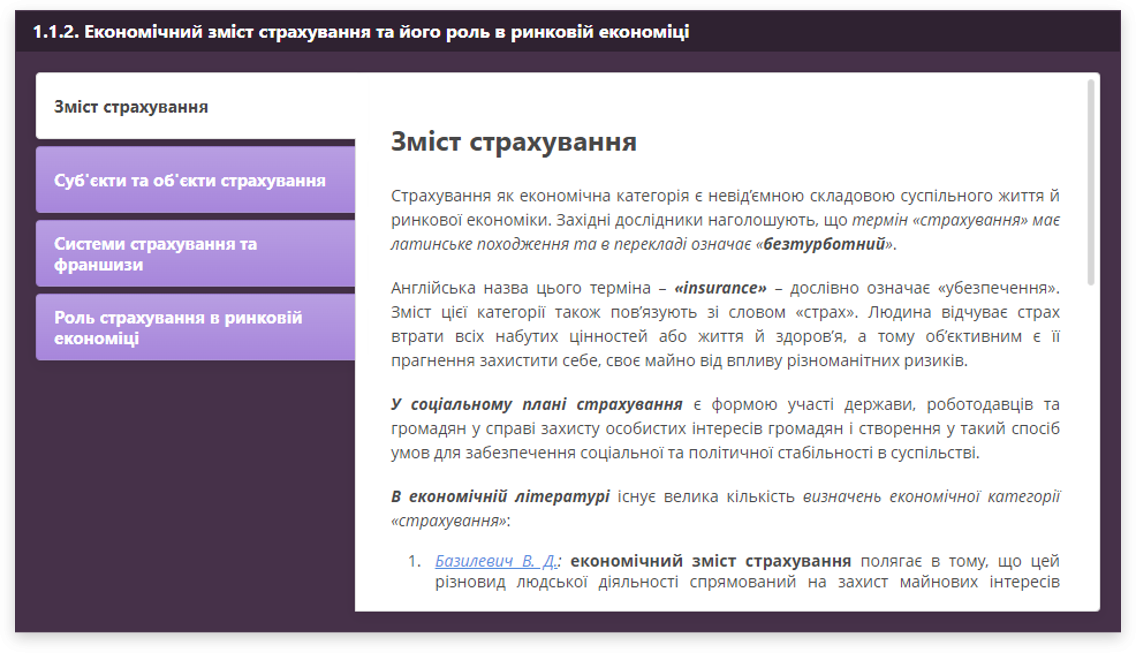 1.1.2. Економічний зміст страхування та його роль в ринковій економіці
Зміст страхування
Суб'єкти та об'єкти страхування
Системи страхування та
франшизи
Роль страхування в ринковій
економіці
Зміст страхування
Страхування як економічна категорія є невід’ємною складовою суспільного життя й
ринкової економіки. Західні дослідники наголошують, що термін «страхування» має
латинське походження та в перекладі означає «безтурботний».
Англійська назва цього терміна – «insurance» – дослівно означає «убезпечення».
Зміст цієї категорії також пов’язують зі словом «страх». Людина відчуває страх
втрати всіх набутих цінностей або життя й здоров’я, а тому об’єктивним є її
прагнення захистити себе, своє майно від впливу різноманітних ризиків.
У соціальному плані страхування є формою участі держави, роботодавців та
громадян у справі захисту особистих інтересів громадян і створення у такий спосіб
умов для забезпечення соціальної та політичної стабільності в суспільстві.
В економічній літературі існує велика кількість визначень економічної категорії
«страхування»:
1. Базилевич В. Д.: економічний зміст страхування полягає в тому, що цей
різновид людської діяльності спрямований на захист майнових інтересів